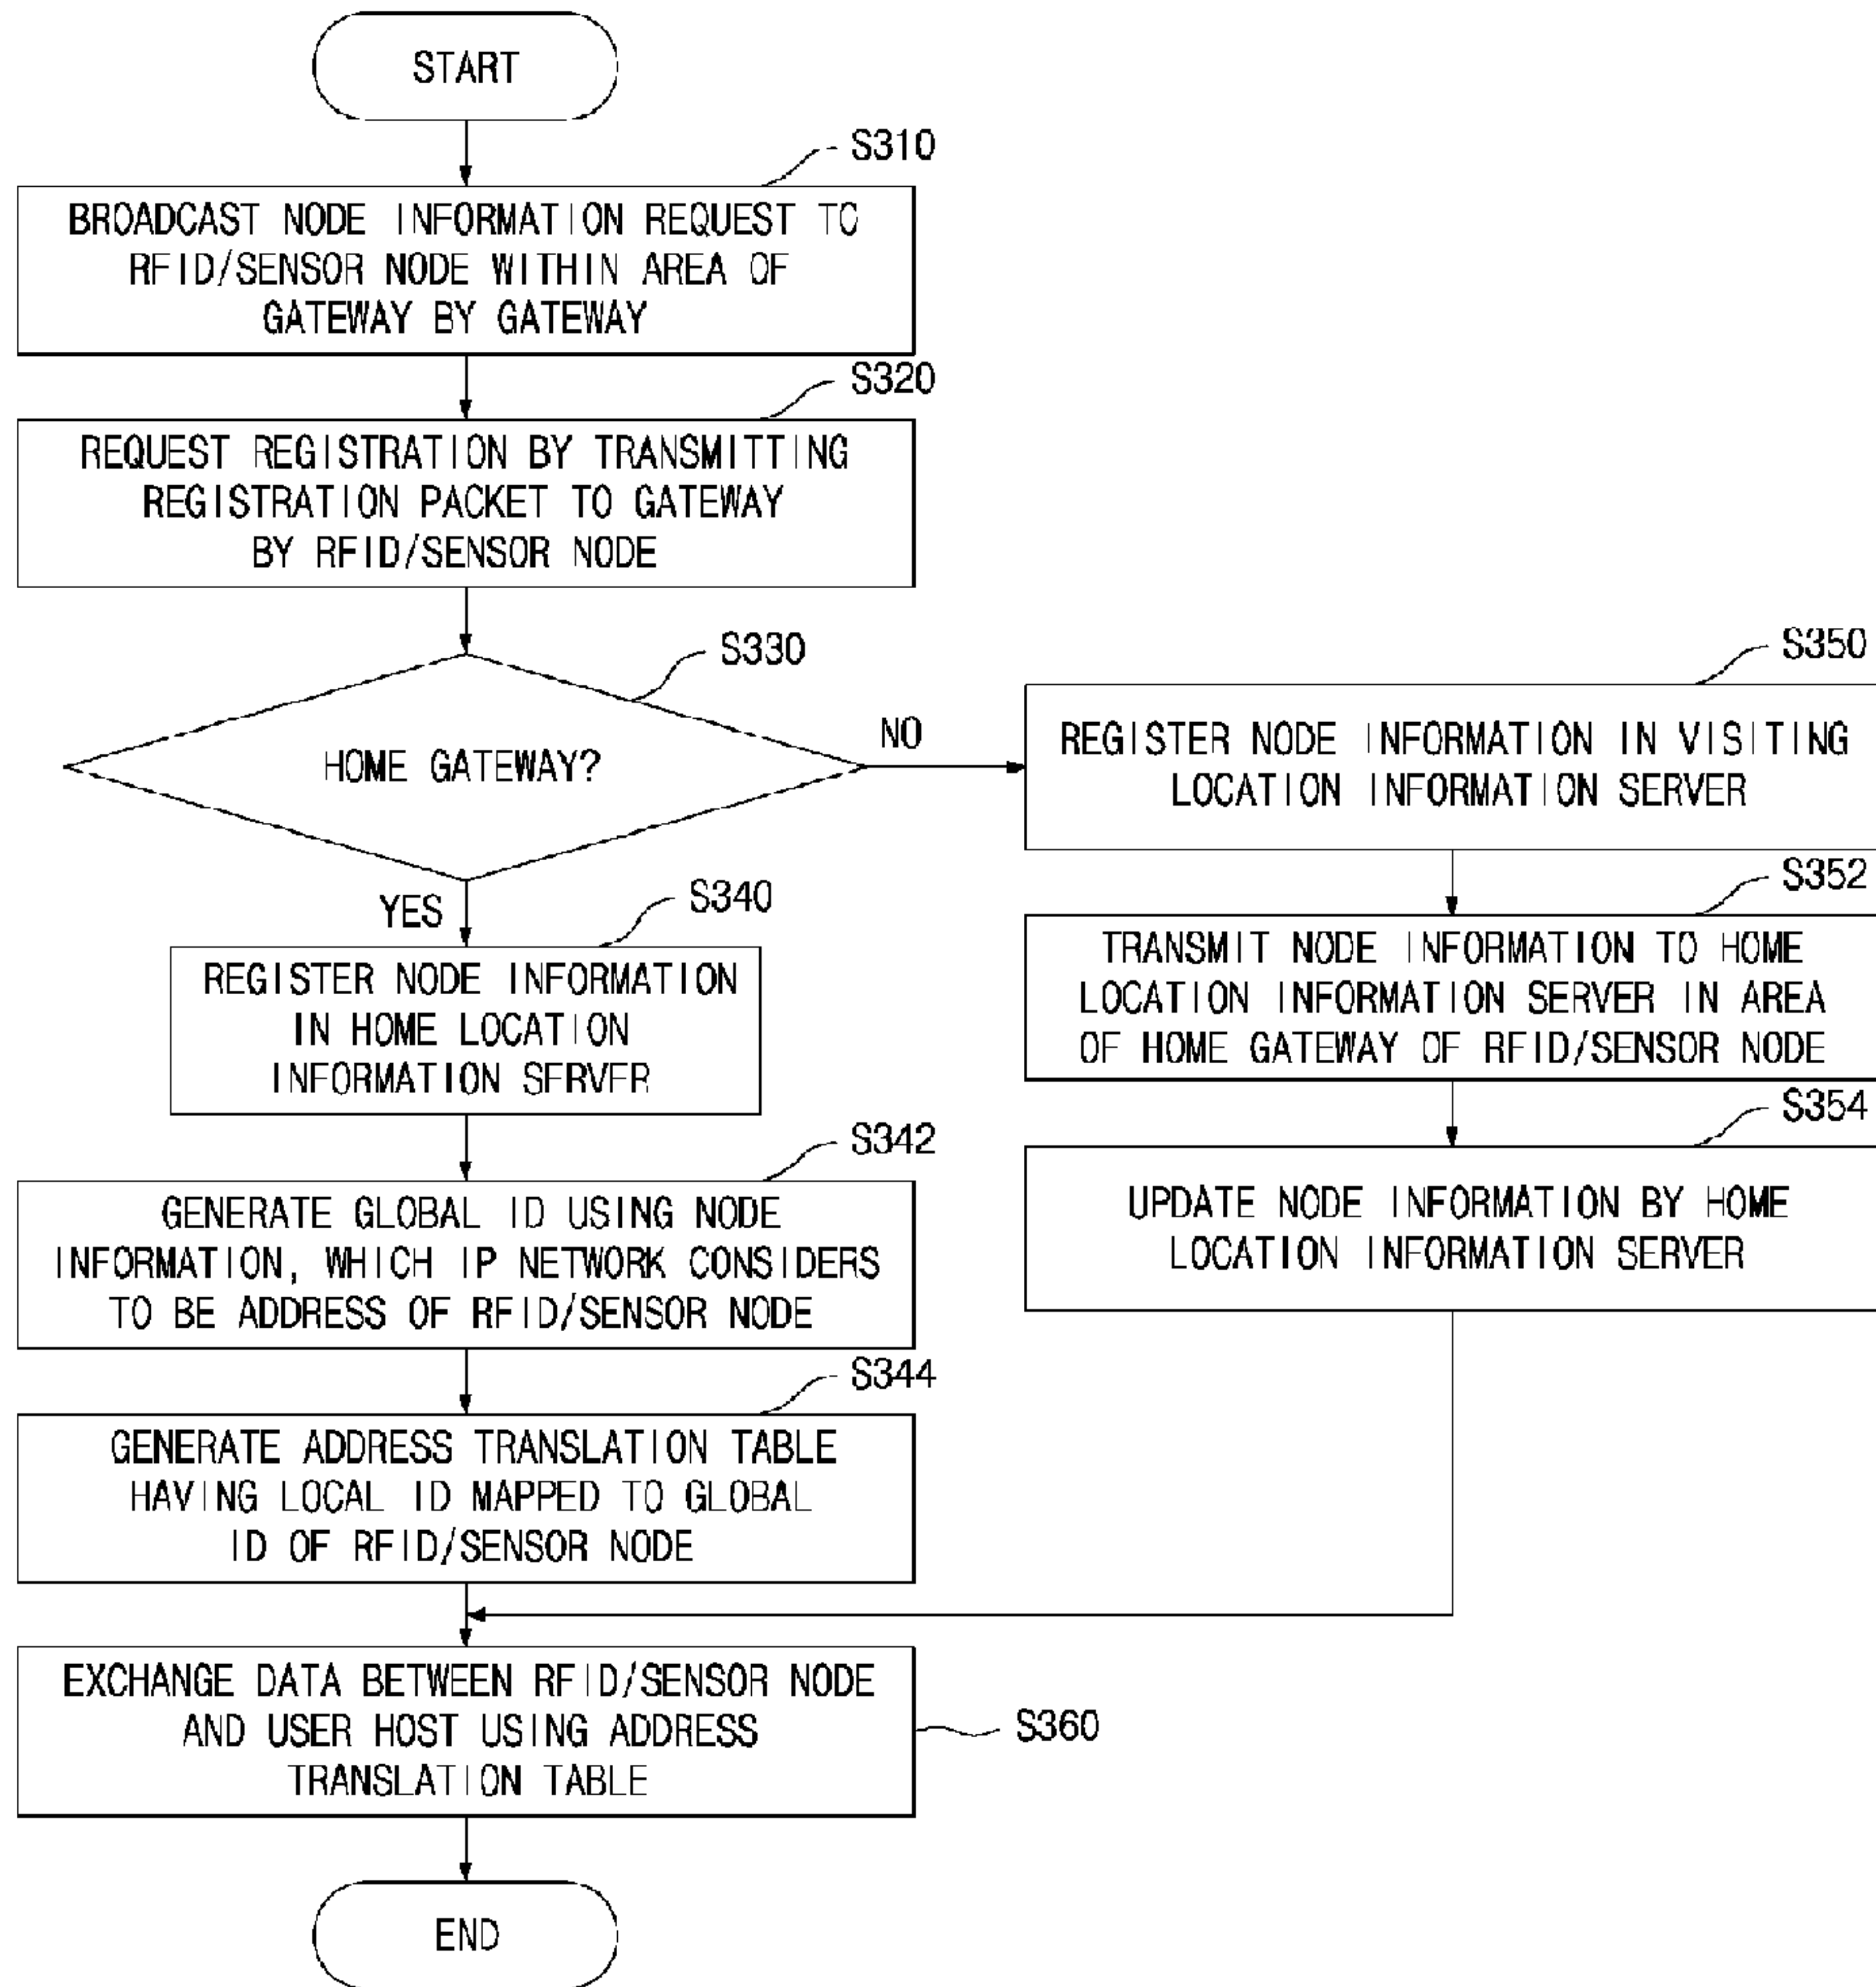 START
S310
BROADCAST NODE INFORMATION REQUEST TO
RFID/SENSOR NODE WITHIN AREA OF
GATEWAY BY GATEWAY
S320
REQUEST REGISTRATION BY TRANSMITTING
REGISTRATION PACKET TO GATEWAY
BY RFID/SENSOR NODE
S330
HOME GATEWAY?
NO
YES
S350
REGISTER NODE INFORMATION IN VISITING
LOCATION INFORMATION SERVER
S340
REGISTER NODE INFORMATION
IN HOME LOCATION
INFORMATION SERVER
S352
TRANSMIT NODE INFORMATION TO HOME
LOCATION INFORMATION SERVER IN AREA
OF HOME GATEWAY OF RFID/SENSOR NODE
S342
GENERATE GLOBAL ID USING NODE
INFORMATION, WHICH IP NETWORK CONSIDERS
TO BE ADDRESS OF RFID/SENSOR NODE
S354
UPDATE NODE INFORMATION BY HOME
LOCATION INFORMATION SERVER
S344
GENERATE ADDRESS TRANSLATION TABLE
HAVING LOCAL ID MAPPED TO GLOBAL
ID OF RFID/SENSOR NODE
EXCHANGE DATA BETWEEN RFID/SENSOR NODE
AND USER HOST USING ADDRESS
TRANSLATION TABLE
S360
END